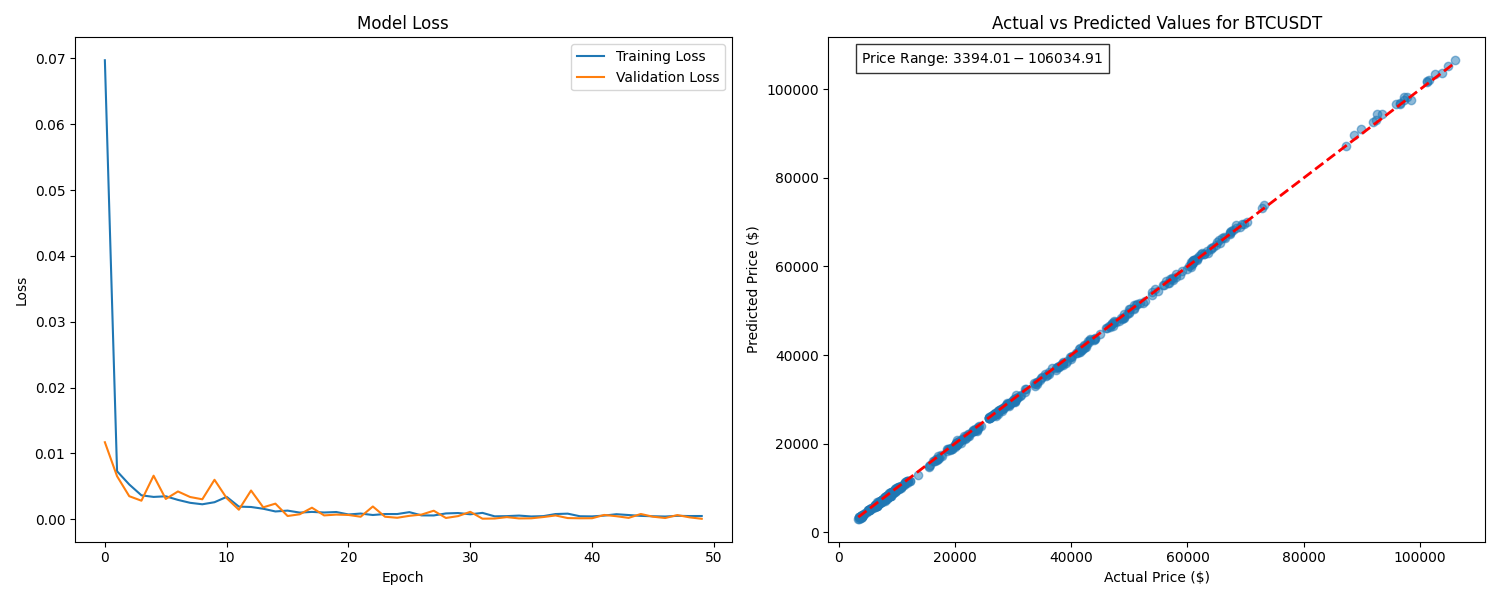 Model Loss
Training Loss
Validation Loss
0.07
0.06
0.05
0.04
0.03
0.02
0.01
0.00
Loss
0
10
20
30
40
50
Epoch
Actual vs Predicted Values for BTCUSDT
Price Range: 3394.01 − 106034.91
100000
80000
60000
40000
20000
0
Predicted Price ($)
0
20000
40000
60000
80000
100000
Actual Price ($)